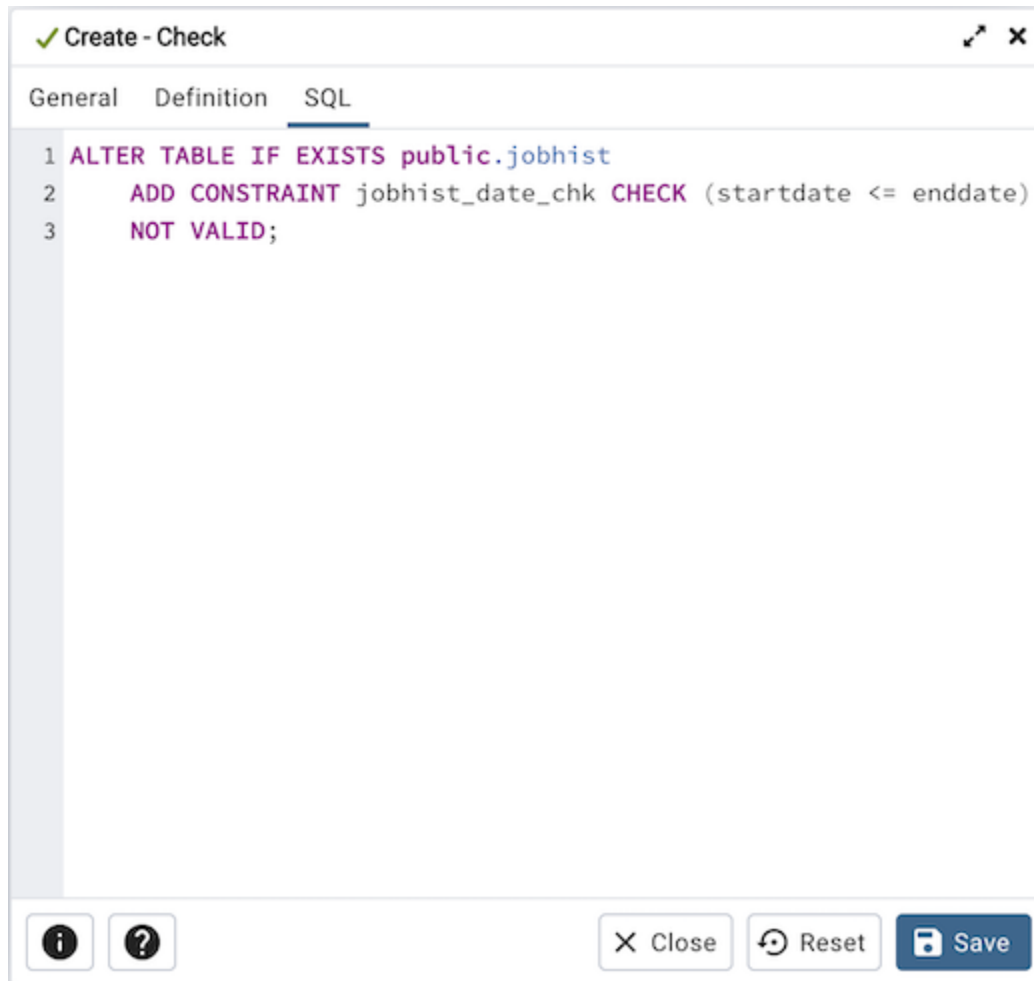 Create - Check
General Definition SQL
1 ALTER TABLE IF EXISTS public.jobhist
2 ADD CONSTRAINT jobhist_date_chk CHECK (startdate <= enddate)
3 NOT VALID;
Close Reset Save